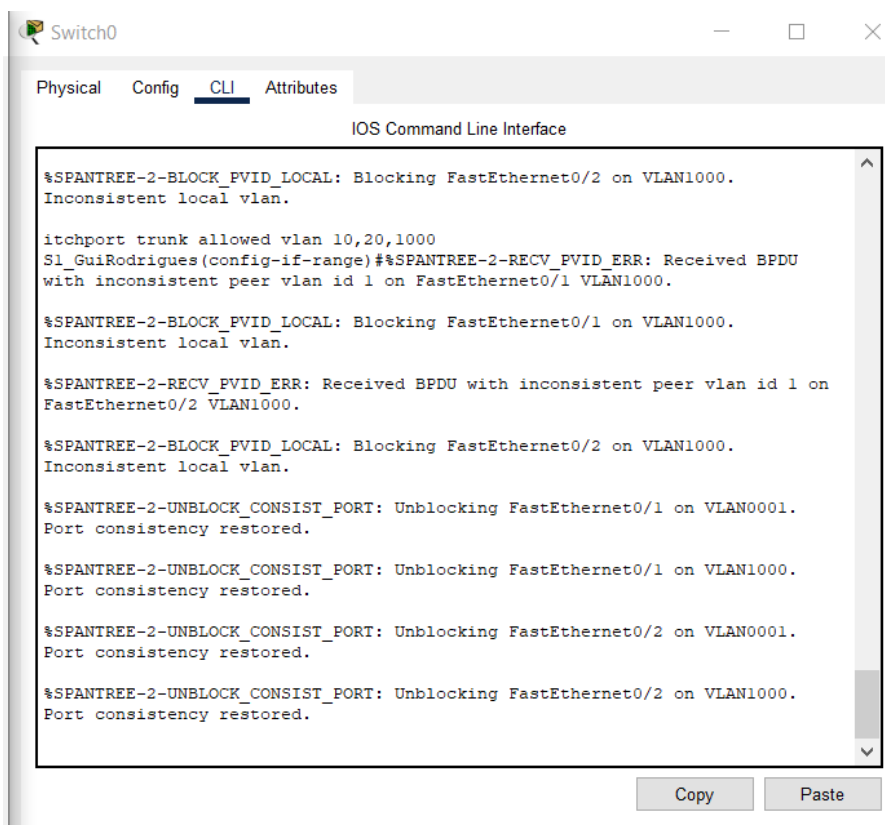 Switch0
Physical Config CLI Attributes
IOS Command Line Interface
%SPANTREE-2-BLOCK_PVID_LOCAL: Blocking FastEthernet0/2 on VLAN1000.
Inconsistent local vlan.
itchport trunk allowed vlan 10,20,1000
S1_GuiRodrigues(config-if-range)#%SPANTREE-2-RECV_PVID_ERR: Received BPDU
with inconsistent peer vlan id 1 on FastEthernet0/1 VLAN1000.
%SPANTREE-2-BLOCK_PVID_LOCAL: Blocking FastEthernet0/1 on VLAN1000.
Inconsistent local vlan.
%SPANTREE-2-RECV_PVID_ERR: Received BPDU with inconsistent peer vlan id 1 on
FastEthernet0/2 VLAN1000.
%SPANTREE-2-BLOCK_PVID_LOCAL: Blocking FastEthernet0/2 on VLAN1000.
Inconsistent local vlan.
%SPANTREE-2-UNBLOCK_CONSIST_PORT: Unblocking FastEthernet0/1 on VLAN0001.
Port consistency restored.
%SPANTREE-2-UNBLOCK_CONSIST_PORT: Unblocking FastEthernet0/1 on VLAN1000.
Port consistency restored.
%SPANTREE-2-UNBLOCK_CONSIST_PORT: Unblocking FastEthernet0/2 on VLAN0001.
Port consistency restored.
%SPANTREE-2-UNBLOCK_CONSIST_PORT: Unblocking FastEthernet0/2 on VLAN1000.
Port consistency restored.
Copy Paste